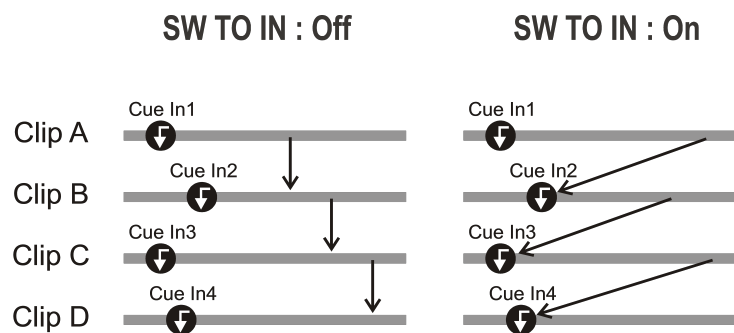 SW TO IN : Off SW TO IN : On
Cue In1 Cue In1
Clip A
Cue In2 Cue In2
Clip B
Cue In3 Cue In3
Clip C
Cue In4 Cue In4
Clip D